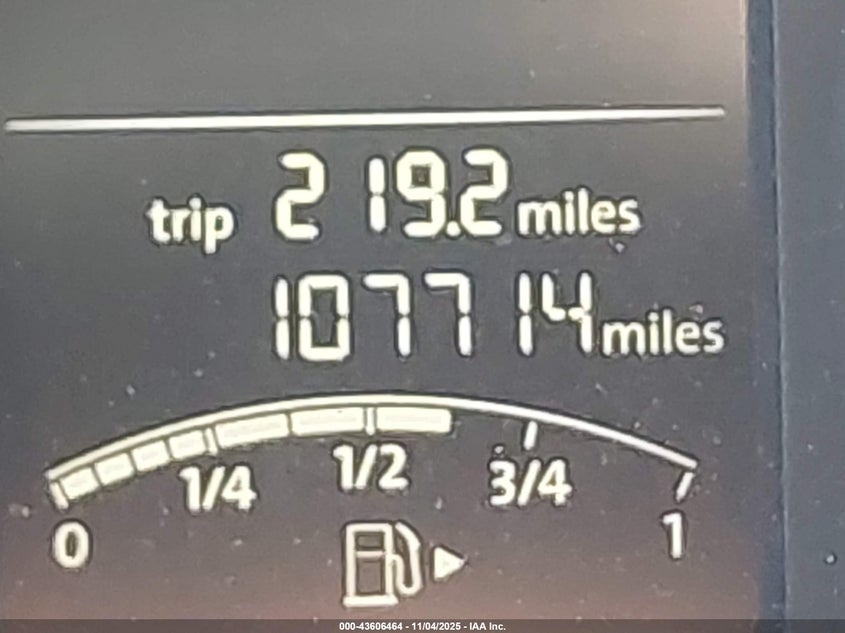 trip 219.2 miles
107714 miles
0 1/4 1/2 3/4 1
000-43606464 - 11/04/2025 - IAA Inc.